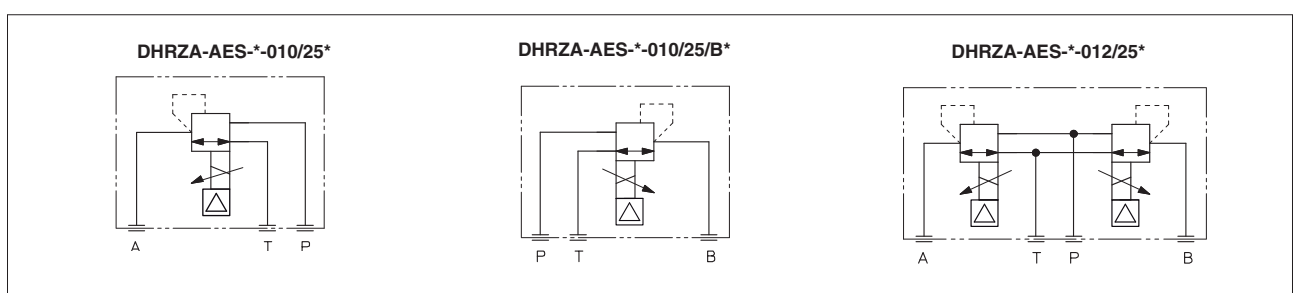 DHRZA-AES-*-010/25*
DHRZA-AES-*-010/25/B*
DHRZA-AES-*-012/25*
A T P
P T B
A T P B